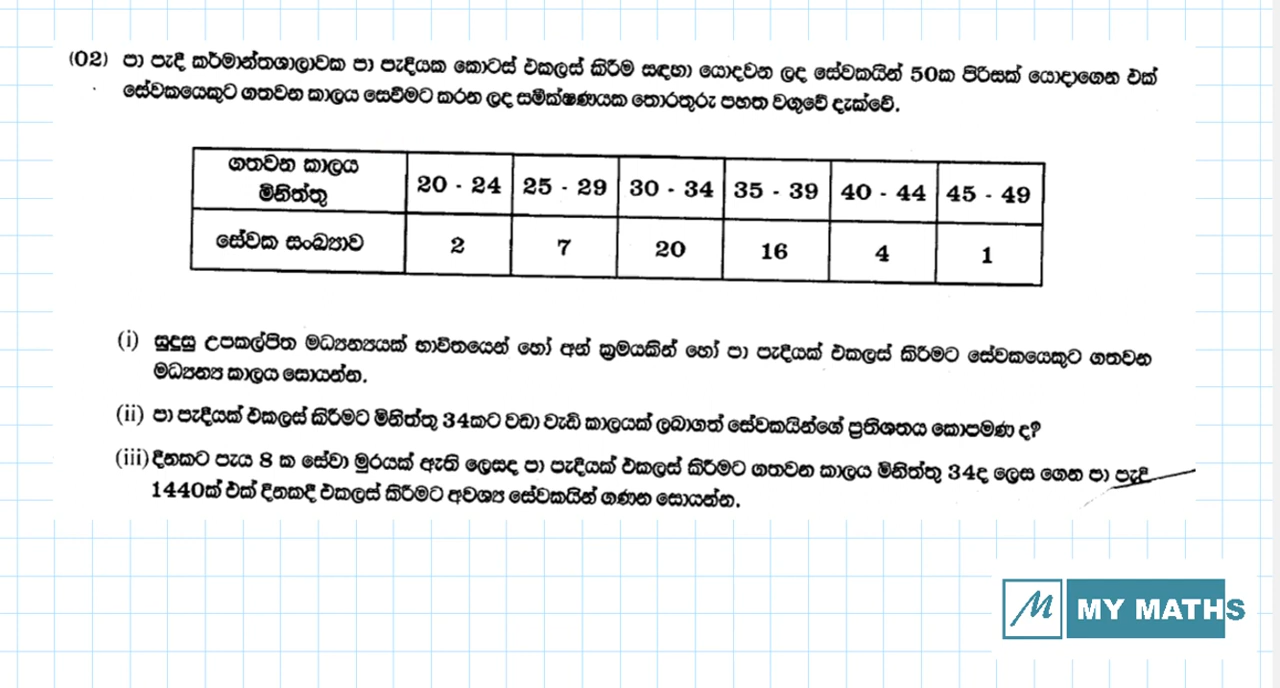 (02) පා පැදි කර්මාන්තශාලාවක පා පැදියක කොටස් එකලස් කිරීම සඳහා යොදවන ලද සේවකයින් 50ක පිරිසක් යොදාගෙන එක්
සේවකයෙකුට ගතවන කාලය සෙවීමට කරන ලද සමීක්ෂණයක තොරතුරු පහත වගුවේ දැක්වේ.
ගතවන කාලය
මිනිත්තු 20 - 24 25 - 29 30 - 34 35 - 39 40 - 44 45 - 49
සේවක සංඛ්‍යාව 2 7 20 16 4 1
(i) සුදුසු උපකල්පිත මධ්‍යන්‍යයක් භාවිතයෙන් හෝ අන් ක්‍රමයකින් හෝ පා පැදියක් එකලස් කිරීමට සේවකයෙකුට ගතවන
මධ්‍යන්‍ය කාලය සොයන්න.
(ii) පා පැදියක් එකලස් කිරීමට මිනිත්තු 34කට වඩා වැඩි කාලයක් ලබාගත් සේවකයින්ගේ ප්‍රතිශතය කොපමණ ද?
(iii) දිනකට පැය 8 ක සේවා මුරයක් ඇති ලෙසද පා පැදියක් එකලස් කිරීමට ගතවන කාලය මිනිත්තු 34ද ලෙස ගෙන පා පැදි
1440ක් එක් දිනකදී එකලස් කිරීමට අවශ්‍ය සේවකයින් ගණන සොයන්න.
M MY MATHS